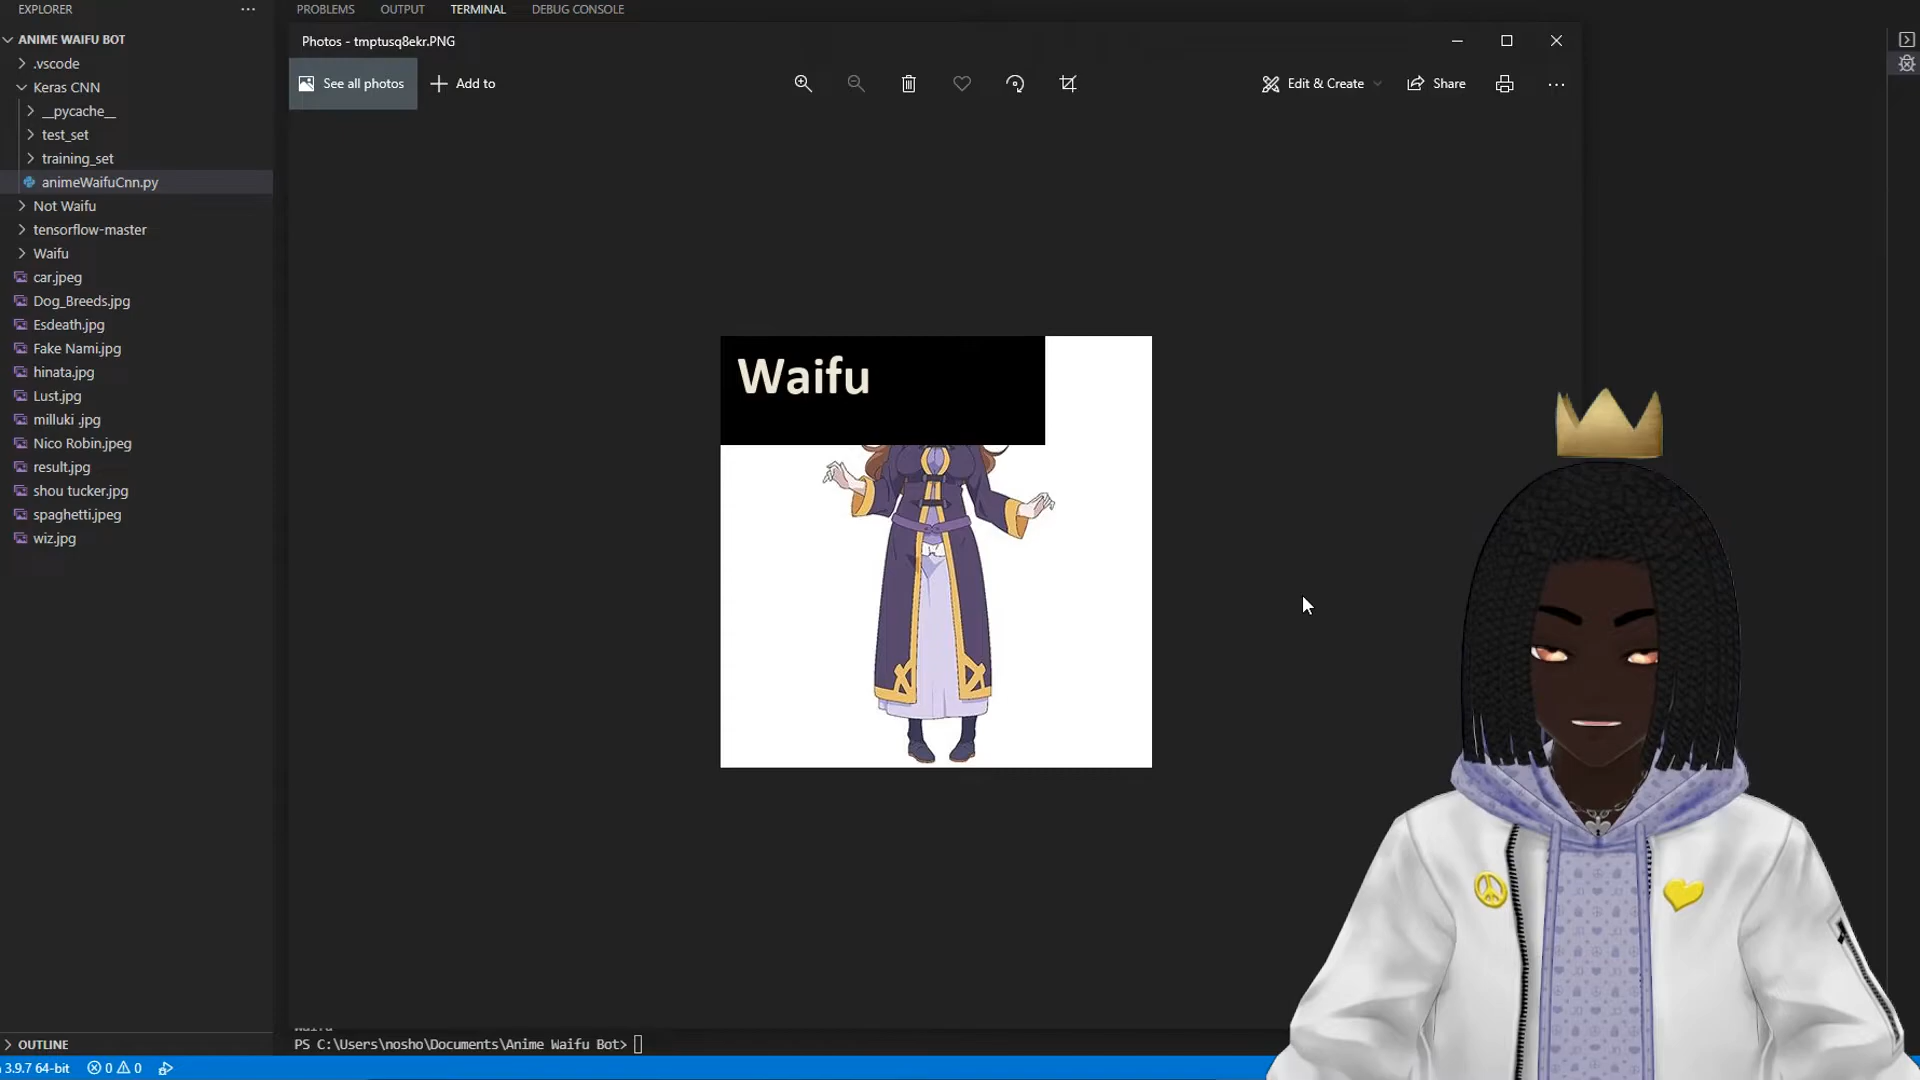 EXPLORER
PROBLEMS OUTPUT TERMINAL DEBUG CONSOLE
ANIME WAIFU BOT
.vscode
Keras CNN
__pycache__
test_set
training_set
animeWaifuCnn.py
Not Waifu
tensorflow-master
Waifu
car.jpeg
Dog_Breeds.jpg
Esdeath.jpg
Fake Nami.jpg
hinata.jpg
Lust.jpg
milluki .jpg
Nico Robin.jpeg
result.jpg
shou tucker.jpg
spaghetti.jpeg
wiz.jpg
Photos - tmptusq8ekr.PNG
See all photos
Add to
Edit & Create
Share
Waifu
PS C:\Users\nosho\Documents\Anime Waifu Bot>
OUTLINE
3.9.7 64-bit 0 0